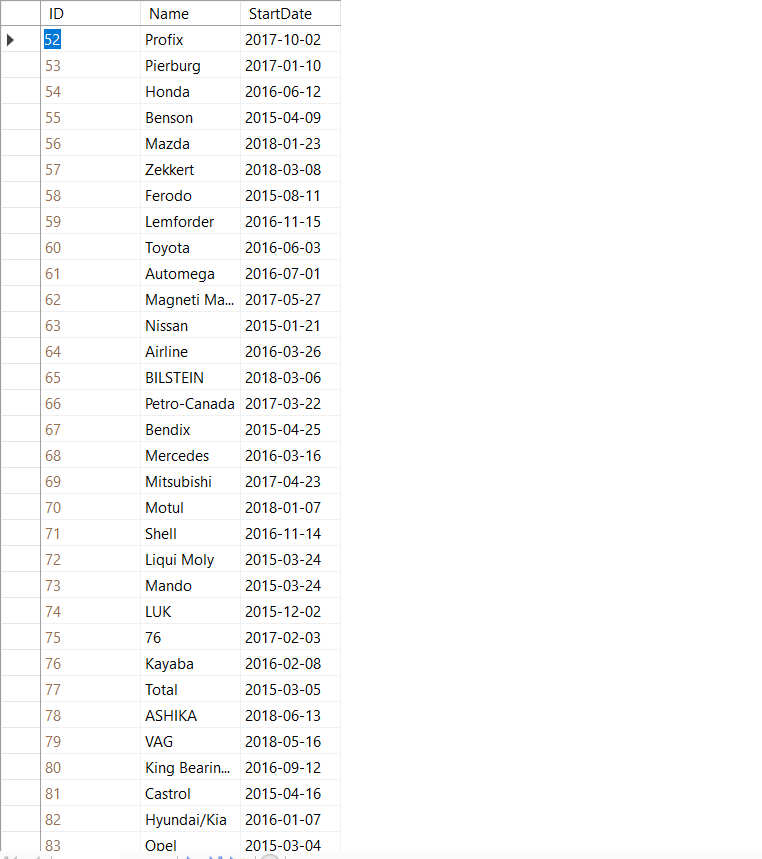 ID Name StartDate
52 Profix 2017-10-02
53 Pierburg 2017-01-10
54 Honda 2016-06-12
55 Benson 2015-04-09
56 Mazda 2018-01-23
57 Zekkert 2018-03-08
58 Ferodo 2015-08-11
59 Lemforder 2016-11-15
60 Toyota 2016-06-03
61 Automega 2016-07-01
62 Magneti Ma... 2017-05-27
63 Nissan 2015-01-21
64 Airline 2016-03-26
65 BILSTEIN 2018-03-06
66 Petro-Canada 2017-03-22
67 Bendix 2015-04-25
68 Mercedes 2016-03-16
69 Mitsubishi 2017-04-23
70 Motul 2018-01-07
71 Shell 2016-11-14
72 Liqui Moly 2015-03-24
73 Mando 2015-03-24
74 LUK 2015-12-02
75 76 2017-02-03
76 Kayaba 2016-02-08
77 Total 2015-03-05
78 ASHIKA 2018-06-13
79 VAG 2018-05-16
80 King Bearin... 2016-09-12
81 Castrol 2015-04-16
82 Hyundai/Kia 2016-01-07
83 Opel 2015-03-04